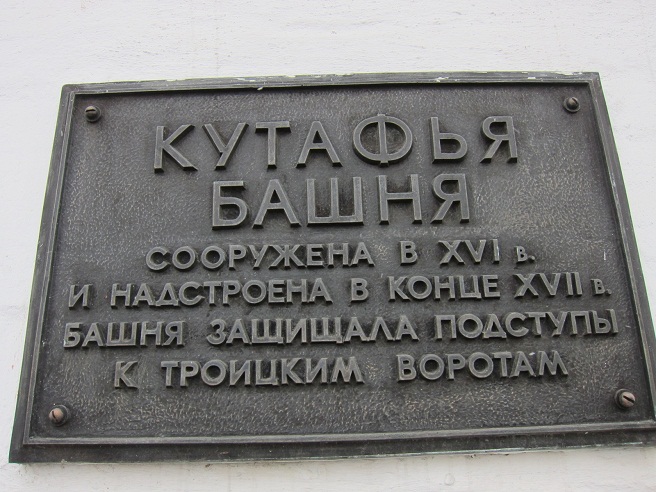 КУТАФЬЯ
БАШНЯ
СООРУЖЕНА В XVI в.
И НАДСТРОЕНА В КОНЦЕ XVII в.
БАШНЯ ЗАЩИЩАЛА ПОДСТУПЫ
К ТРОИЦКИМ ВОРОТАМ